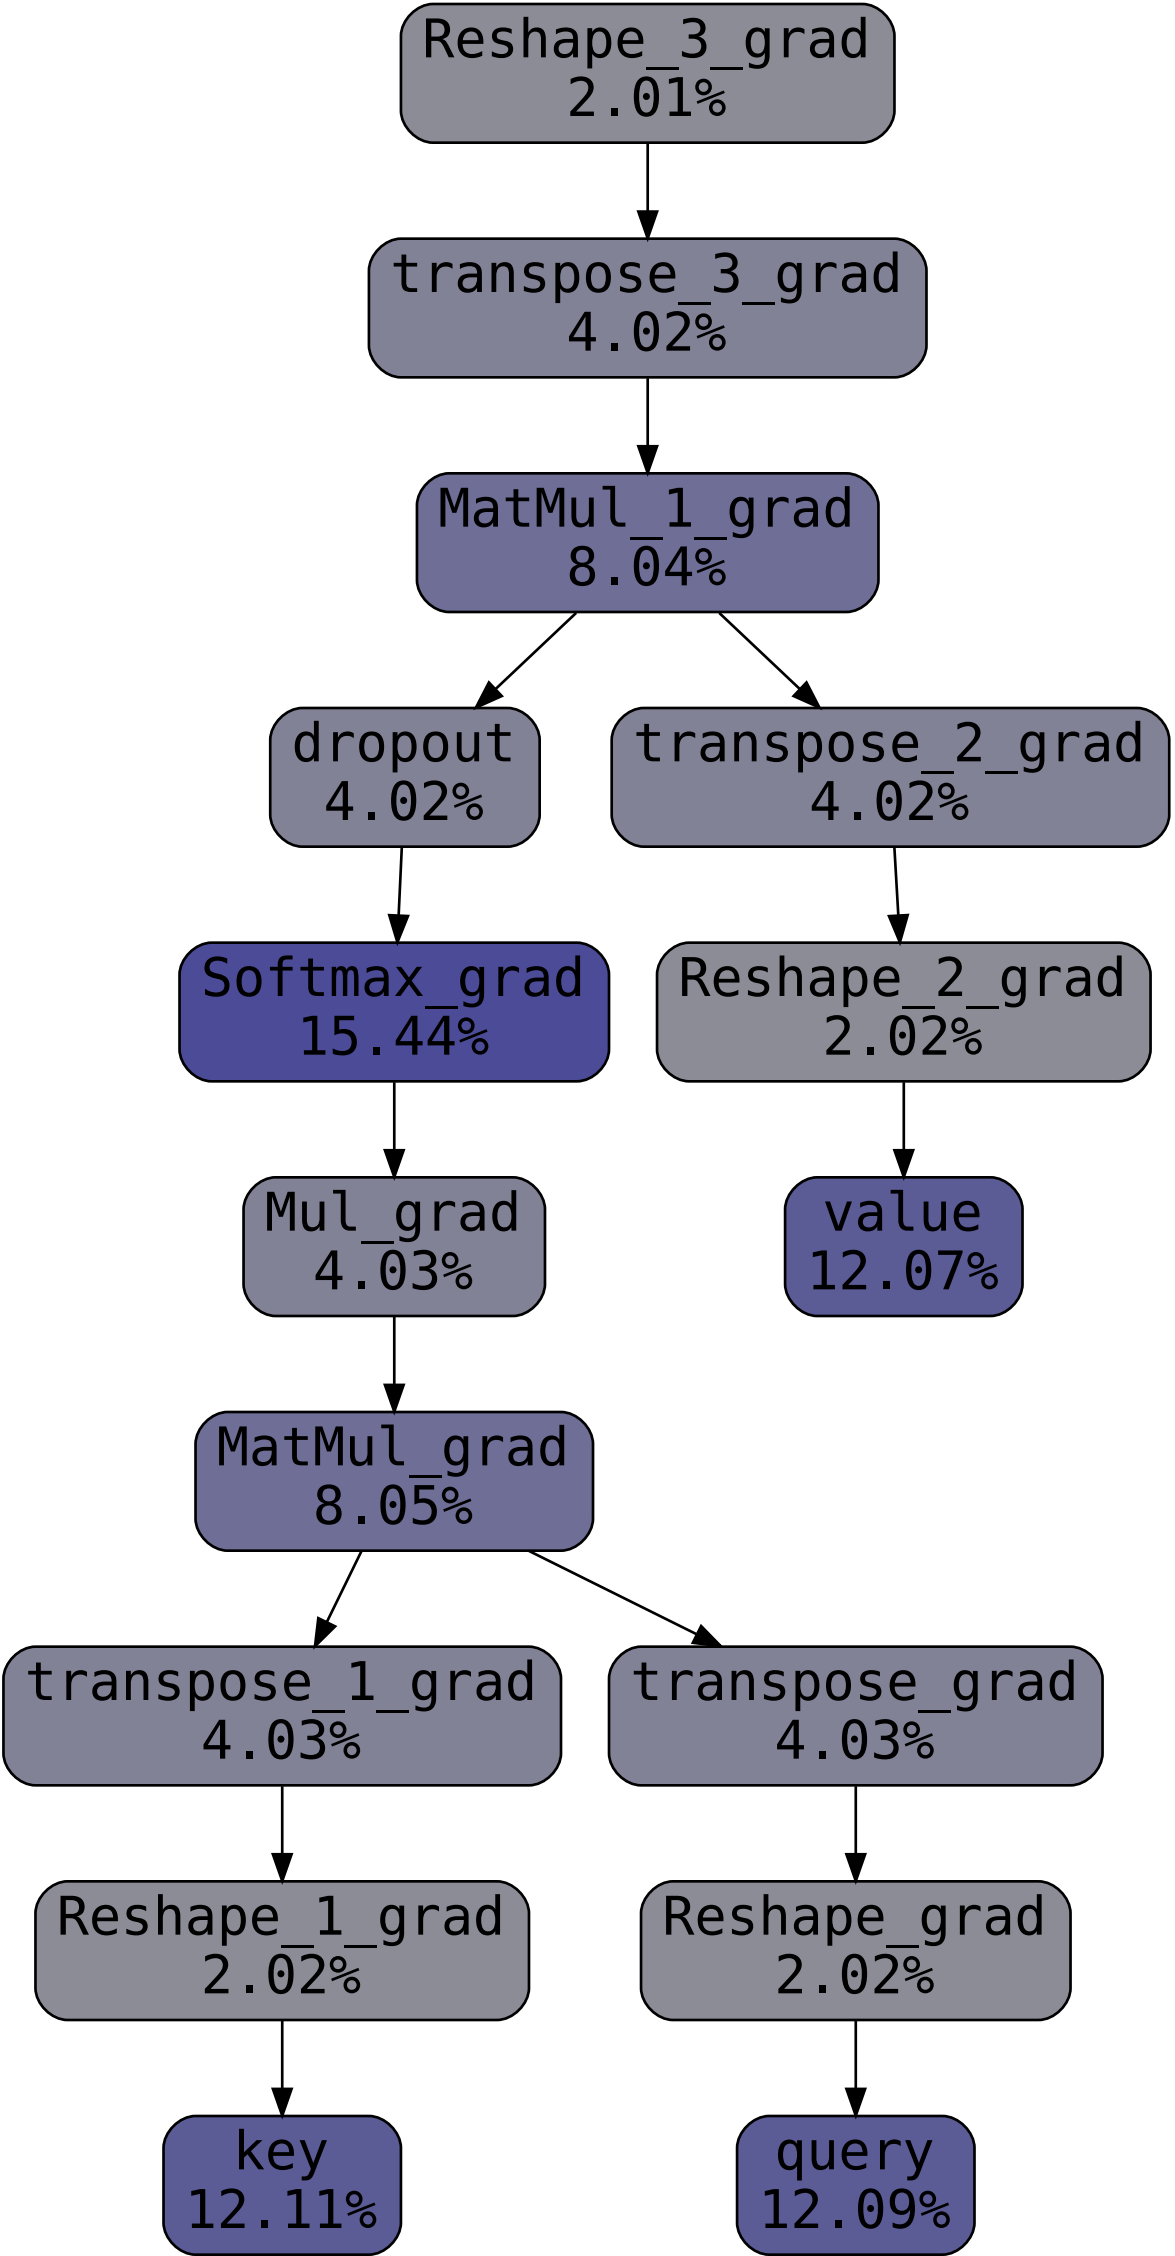 Reshape_3_grad
2.01%
transpose_3_grad
4.02%
MatMul_1_grad
8.04%
dropout
4.02%
transpose_2_grad
4.02%
Softmax_grad
15.44%
Reshape_2_grad
2.02%
Mul_grad
4.03%
value
12.07%
MatMul_grad
8.05%
transpose_1_grad
4.03%
transpose_grad
4.03%
Reshape_1_grad
2.02%
Reshape_grad
2.02%
key
12.11%
query
12.09%